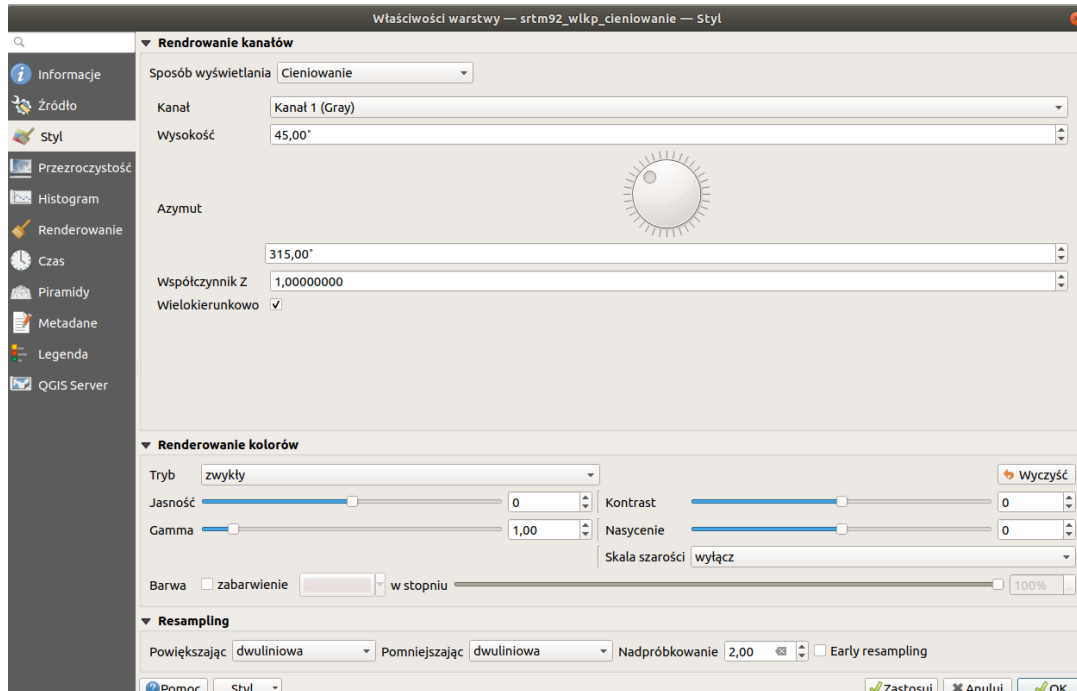 Właściwości warstwy — srtm92_wlkp_cieniowanie — Styl
Informacje
Źródło
Styl
Przezroczystość
Histogram
Renderowanie
Czas
Piramidy
Metadane
Legenda
QGIS Server
Rendrowanie kanałów
Sposób wyświetlania Cieniowanie
Kanał Kanał 1 (Gray)
Wysokość 45,00°
Azymut
315,00°
Współczynnik Z 1,00000000
Wielokierunkowo
Renderowanie kolorów
Tryb zwykły Wyczyść
Jasność 0 Kontrast 0
Gamma 1,00 Nasycenie 0
Skala szarości wyłącz
Barwa zabarwienie w stopniu 100%
Resampling
Powiększając dwuliniowa Pomniejszając dwuliniowa Nadpróbkowanie 2,00 Early resampling
Pomoc Styl Zastosuj Anuluj OK